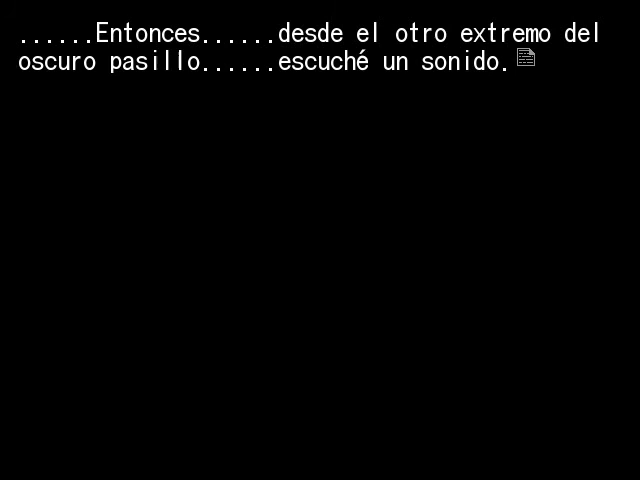 ......Entonces......desde el otro extremo del
oscuro pasillo......escuché un sonido.